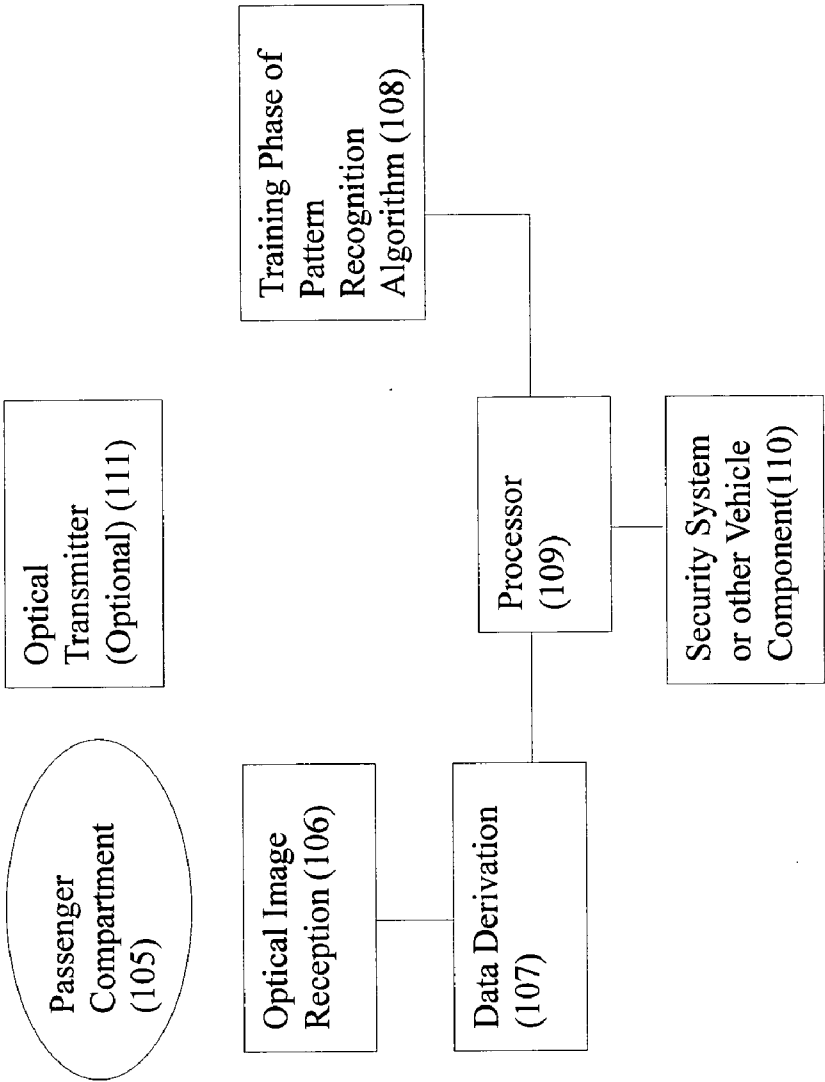 Passenger
Compartment
(105)
Optical
Transmitter
(Optional) (111)
Optical Image
Reception (106)
Training Phase of
Pattern
Recognition
Algorithm (108)
Data Derivation
(107)
Processor
(109)
Security System
or other Vehicle
Component(110)